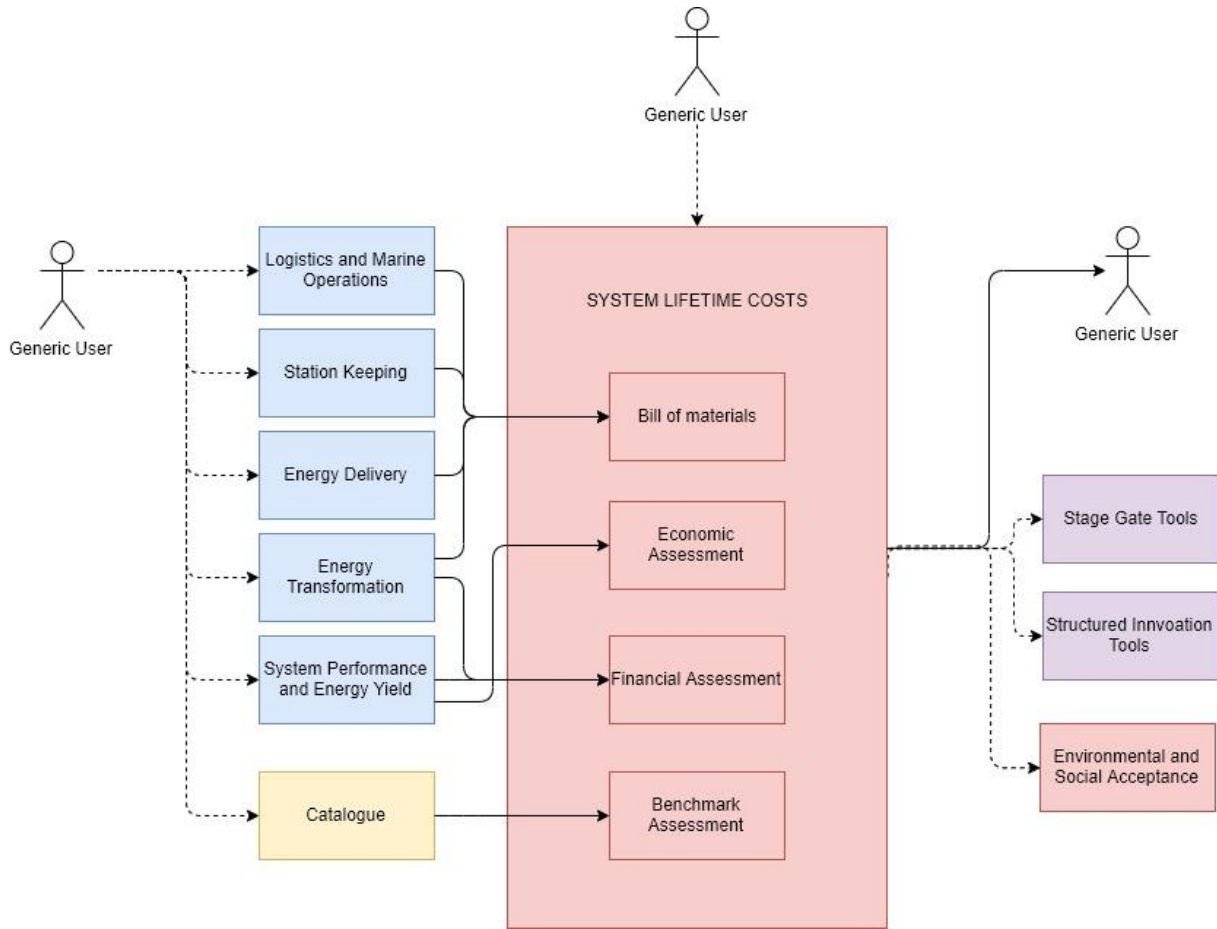 Generic User
Generic User
Logistics and Marine
Operations
Station Keeping
Energy Delivery
Energy
Transformation
System Performance
and Energy Yield
Catalogue
SYSTEM LIFETIME COSTS
Bill of materials
Economic
Assessment
Financial Assessment
Benchmark
Assessment
Generic User
Stage Gate Tools
Structured Innvoation
Tools
Environmental and
Social Acceptance